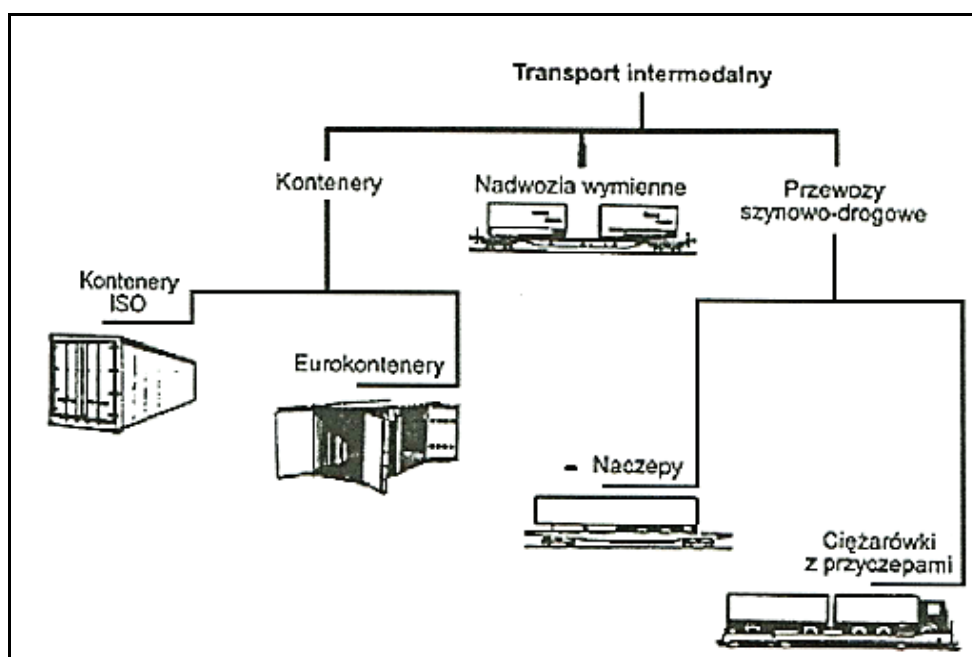 Transport intermodalny
Kontenery
Nadwozia wymienne
Przewozy
szynowo-drogowe
Kontenery
ISO
Eurokontenery
Naczepy
Ciężarówki
z przyczepami